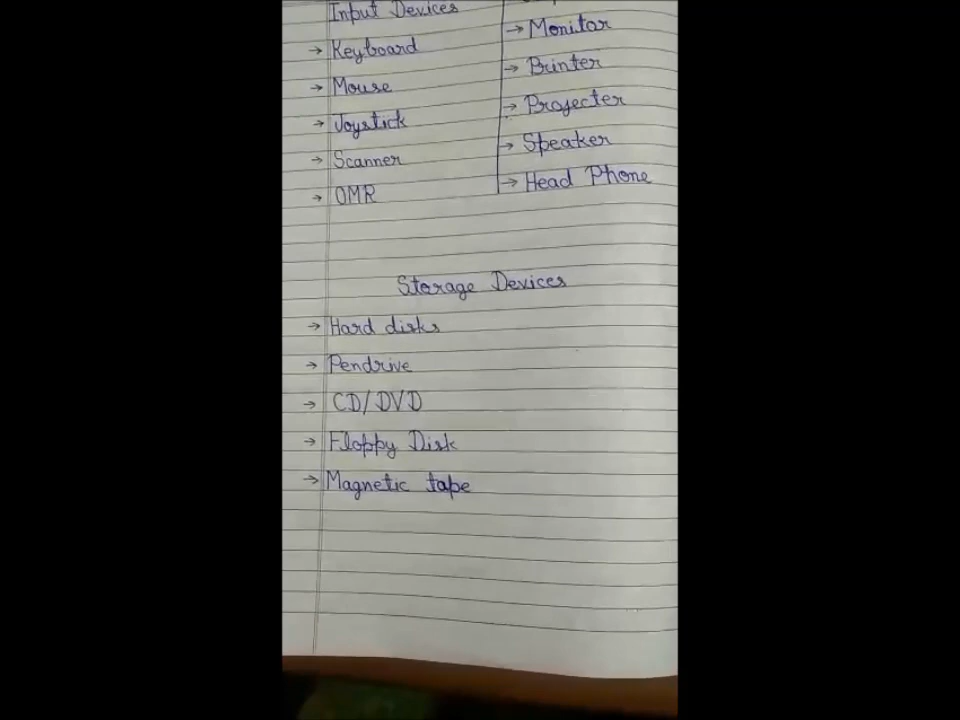 Input Devices
→ Keyboard
→ Mouse
→ Joystick
→ Scanner
→ OMR
→ Monitor
→ Printer
→ Projecter
→ Speaker
→ Head Phone
Storage Devices
→ Hard disks
→ Pendrive
→ CD/DVD
→ Floppy Disk
→ Magnetic tape